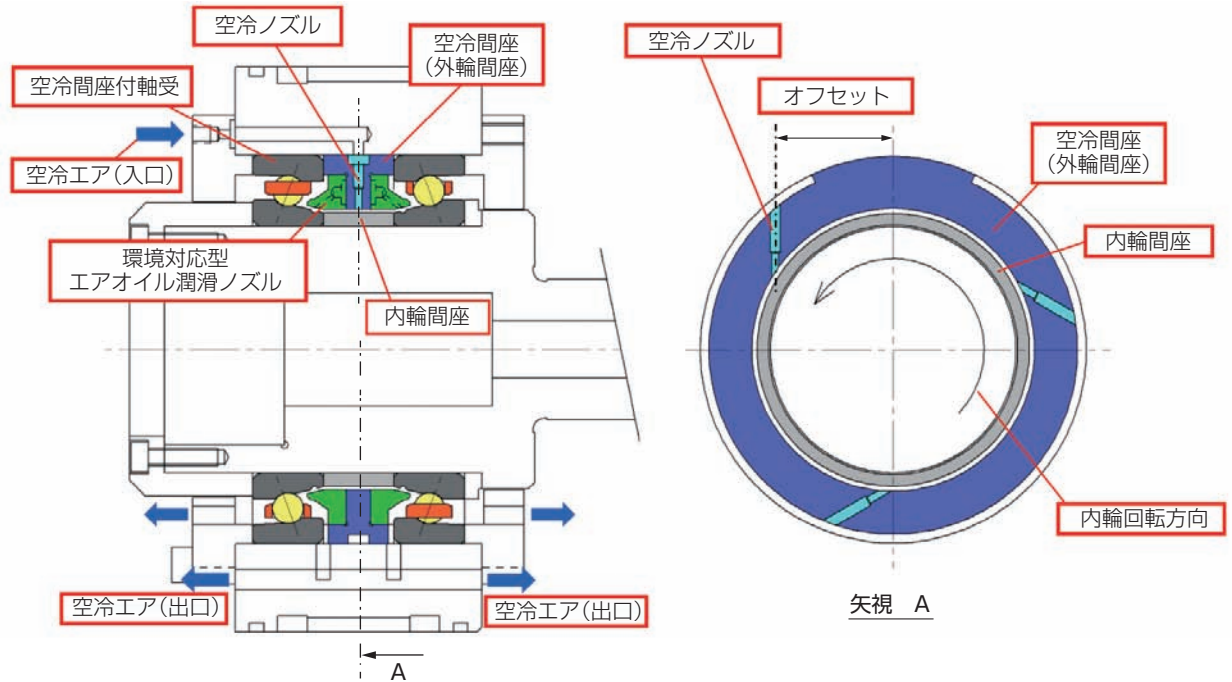 空冷ノズル
空冷間座
(外輪間座)
空冷間座付軸受
空冷エア(入口)
環境対応型
エアオイル潤滑ノズル
内輪間座
空冷エア(出口)
空冷エア(出口)
A
空冷ノズル
オフセット
空冷間座
(外輪間座)
内輪間座
内輪回転方向
矢視 A